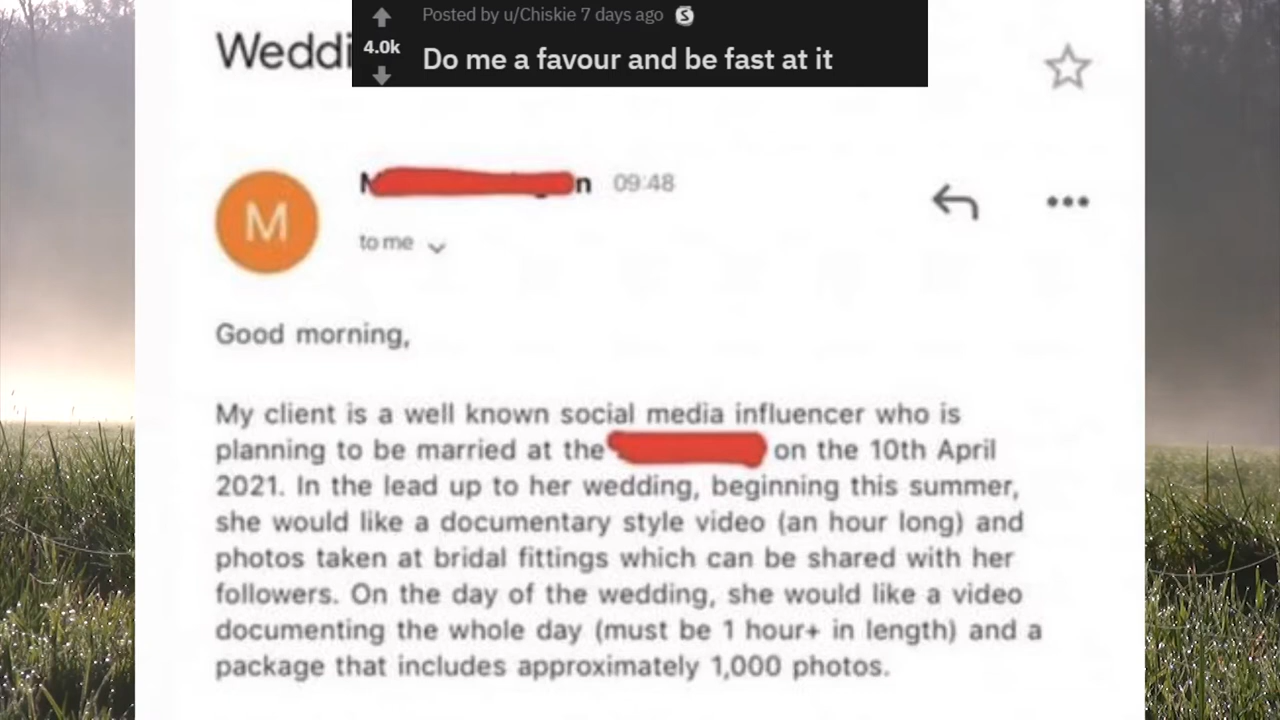 Posted by u/Chiskie 7 days ago
4.0k
Do me a favour and be fast at it
Weddi
M
N n 09:48
to me
Good morning,
My client is a well known social media influencer who is
planning to be married at the on the 10th April
2021. In the lead up to her wedding, beginning this summer,
she would like a documentary style video (an hour long) and
photos taken at bridal fittings which can be shared with her
followers. On the day of the wedding, she would like a video
documenting the whole day (must be 1 hour+ in length) and a
package that includes approximately 1,000 photos.